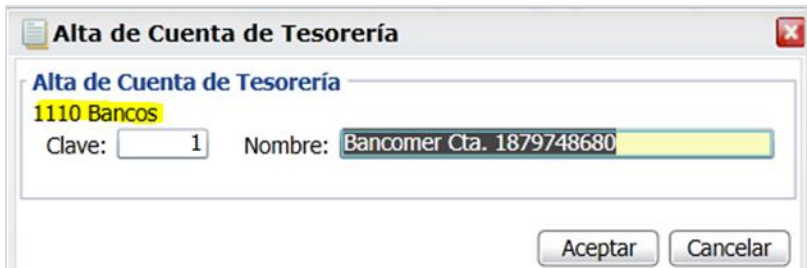 Alta de Cuenta de Tesorería
Alta de Cuenta de Tesorería
1110 Bancos
Clave: 1 Nombre: Bancomer Cta. 1879748680
Aceptar Cancelar